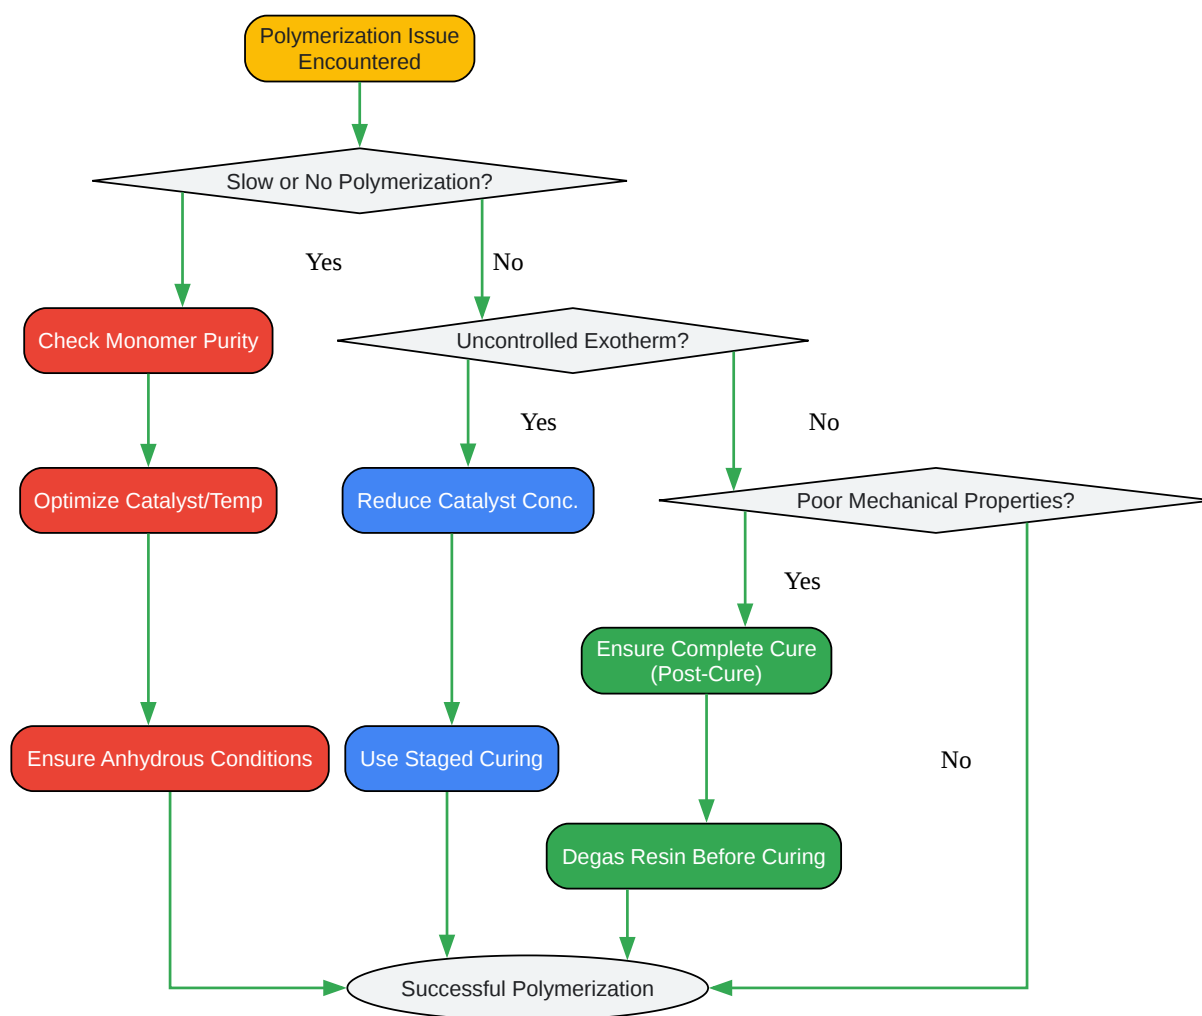 Polymerization Issue
Encountered
Slow or No Polymerization?
Yes
No
Check Monomer Purity
Uncontrolled Exotherm?
Yes
No
Optimize Catalyst/Temp
Reduce Catalyst Conc.
Poor Mechanical Properties?
Yes
Ensure Complete Cure
(Post-Cure)
Ensure Anhydrous Conditions
Use Staged Curing
No
Degas Resin Before Curing
Successful Polymerization